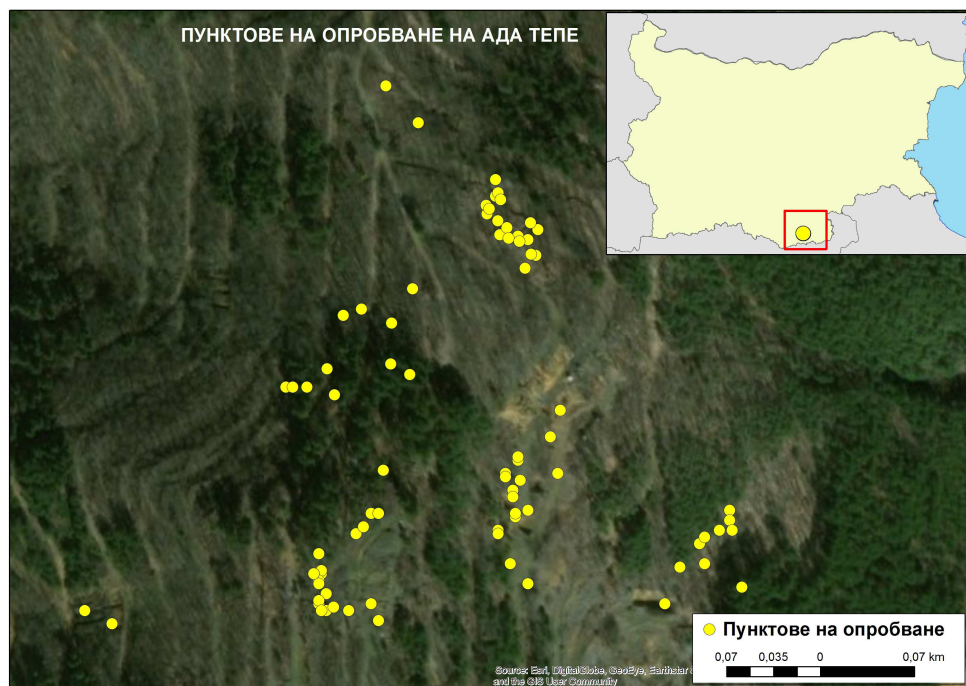 ПУНКТОВЕ НА ОПРОБВАНЕ НА АДА ТЕПЕ
Пунктове на опробване
0,07 0,035 0 0,07 km
Source: Esri, DigitalGlobe, GeoEye, Earthstar
and the GIS User Community